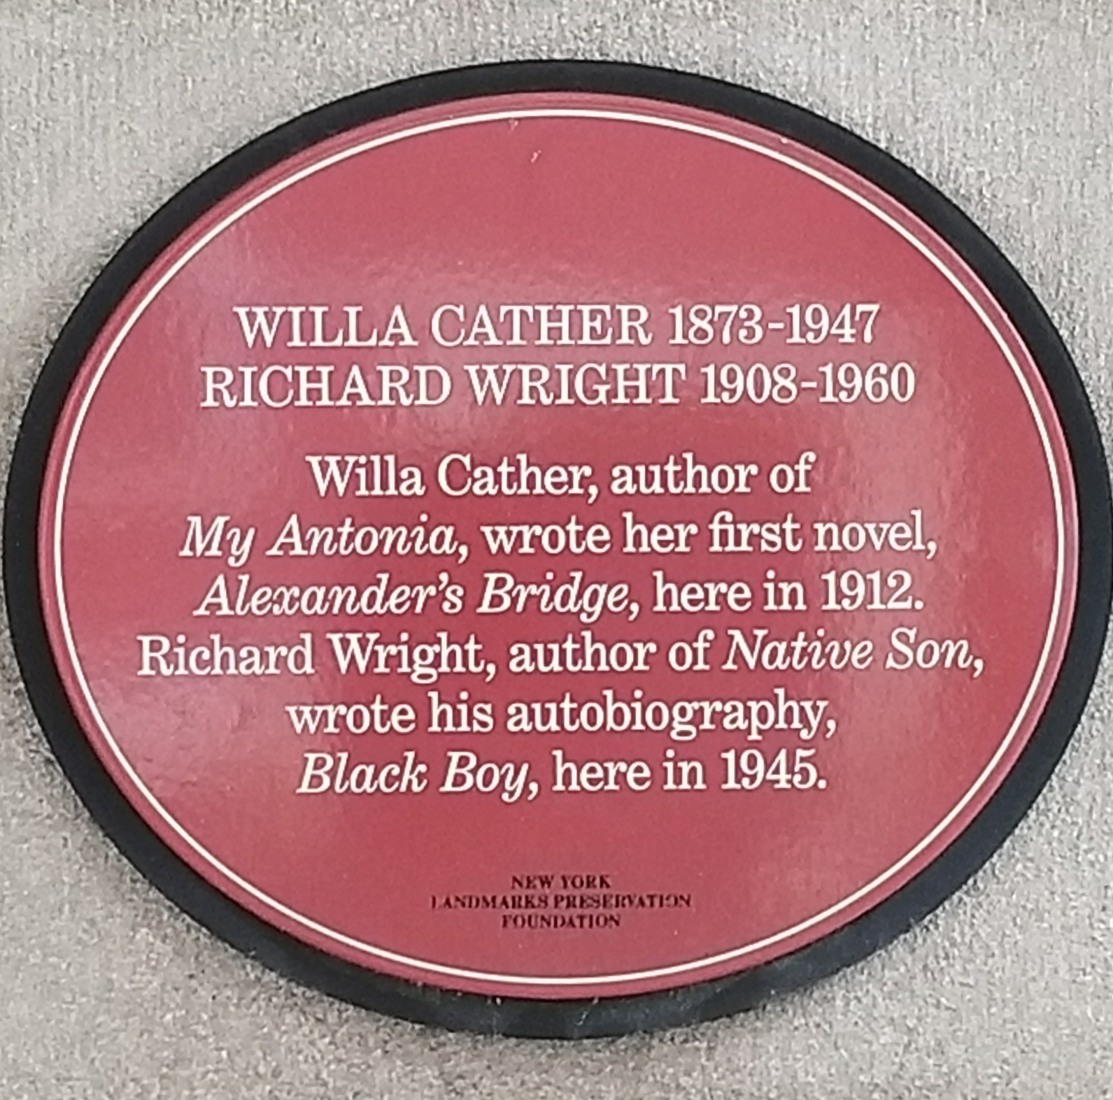 WILLA CATHER 1873-1947
RICHARD WRIGHT 1908-1960
Willa Cather, author of
My Antonia, wrote her first novel,
Alexander's Bridge, here in 1912.
Richard Wright, author of Native Son,
wrote his autobiography,
Black Boy, here in 1945.
NEW YORK
LANDMARKS PRESERVATION
FOUNDATION